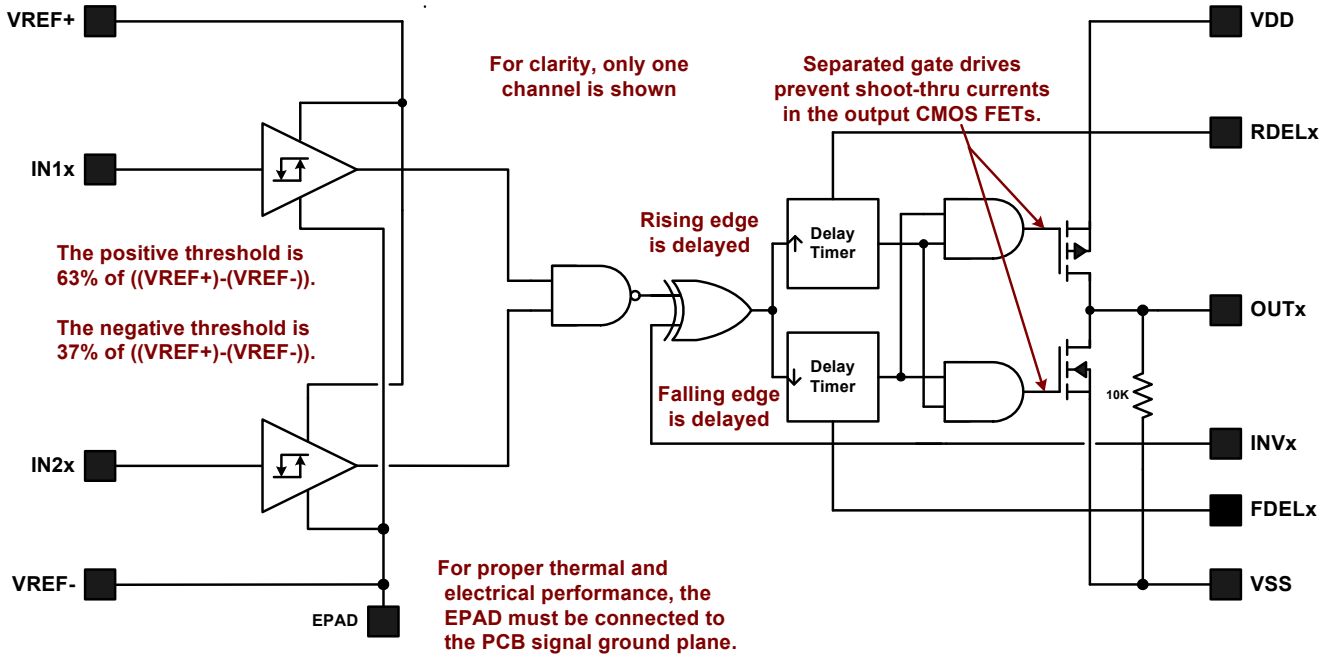 VREF+
VDD
For clarity, only one
channel is shown
Separated gate drives
prevent shoot-thru currents
in the output CMOS FETs.
RDELx
IN1x
Rising edge
is delayed
Delay
Timer
The positive threshold is
63% of ((VREF+)-(VREF-)).
The negative threshold is
37% of ((VREF+)-(VREF-)).
OUTx
Delay
Timer
Falling edge
is delayed
10K
INVx
IN2x
FDELx
VREF-
For proper thermal and
electrical performance, the
EPAD must be connected to
the PCB signal ground plane.
VSS
EPAD